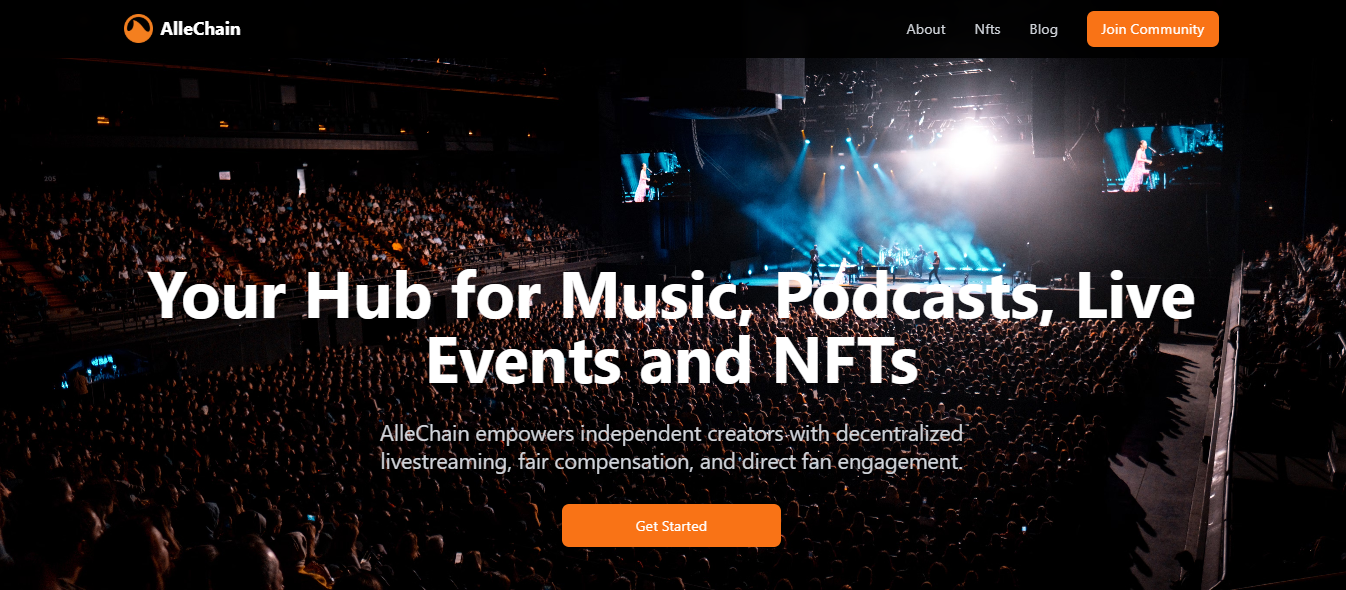 AlleChain
About
Nfts
Blog
Join Community
Your Hub for Music, Podcasts, Live
Events and NFTs
AlleChain empowers independent creators with decentralized
livestreaming, fair compensation, and direct fan engagement.
Get Started